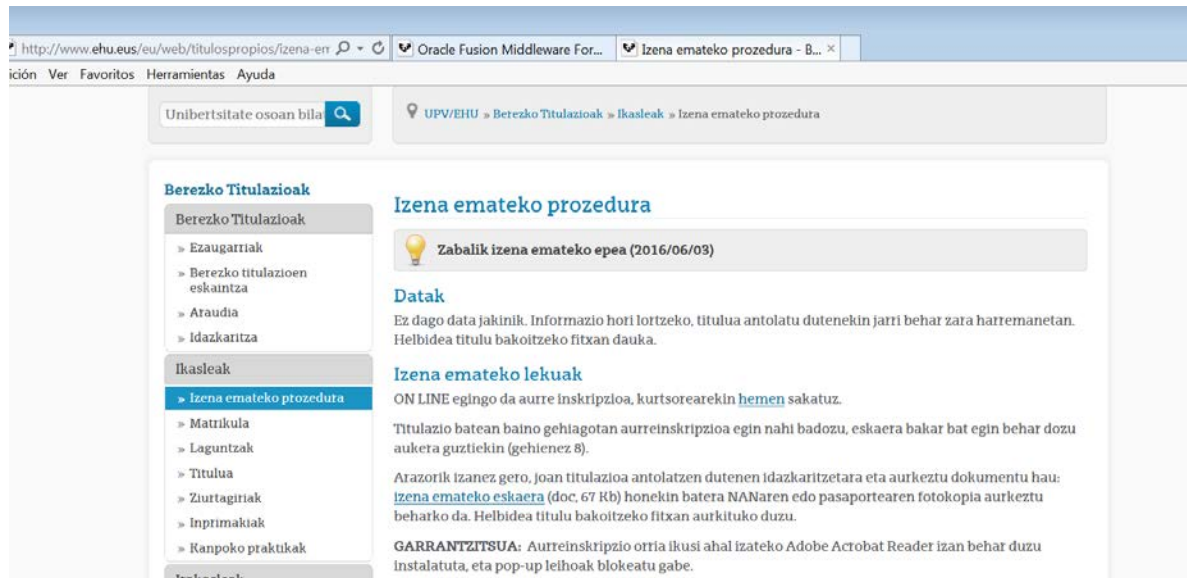 http://www.ehu.eus/eu/web/titulospropios/izena-em
Oracle Fusion Middleware For...
Izena emateko prozedura - B... ×
ición Ver Favoritos Herramientas Ayuda
Unibertsitate osoan bila
UPV/EHU » Berezko Titulazioak » Ikasleak » Izena emateko prozedura
Berezko Titulazioak
Berezko Titulazioak
» Ezaugarriak
» Berezko titulazioen
eskaintza
» Araudia
» Idazkaritza
Ikasleak
» Izena emateko prozedura
» Matrikula
» Laguntzak
» Titulua
» Ziurtagiriak
» Inprimakiak
» Kanpoko praktikak
Izena emateko prozedura
Zabalik izena emateko epea (2016/06/03)
Datak
Ez dago data jakinik. Informazio hori lortzeko, titulua antolatu dutenekin jarri behar zara harremanetan.
Helbidea titulu bakoitzeko fitxan dauka.
Izena emateko lekuak
ON LINE egingo da aurre inskripzioa, kurtsorearekin hemen sakatuz.
Titulazio batean baino gehiagotan aurreinskripzioa egin nahi badozu, eskaera bakar bat egin behar dozu
aukera guztiekin (gehienez 8).
Arazorik izanez gero, joan titulazioa antolatzen dutenen idazkaritzetara eta aurkeztu dokumentu hau:
izena emateko eskaera (doc, 67 Kb) honekin batera NANaren edo pasaportearen fotokopia aurkeztu
beharko da. Helbidea titulu bakoitzeko fitxan aurkituko duzu.
GARRANTZITSUA: Aurreinskripzio orria ikusi ahal izateko Adobe Acrobat Reader izan behar duzu
instalatuta, eta pop-up leihoak blokeatu gabe.